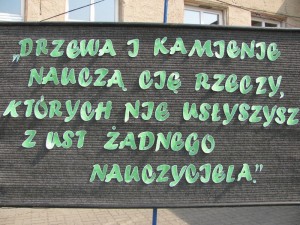 „DRZEWA I KAMIENIE
NAUCZĄ CIĘ RZECZY,
KTÓRYCH NIE USŁYSZYSZ
Z UST ŻADNEGO
NAUCZYCIELA."